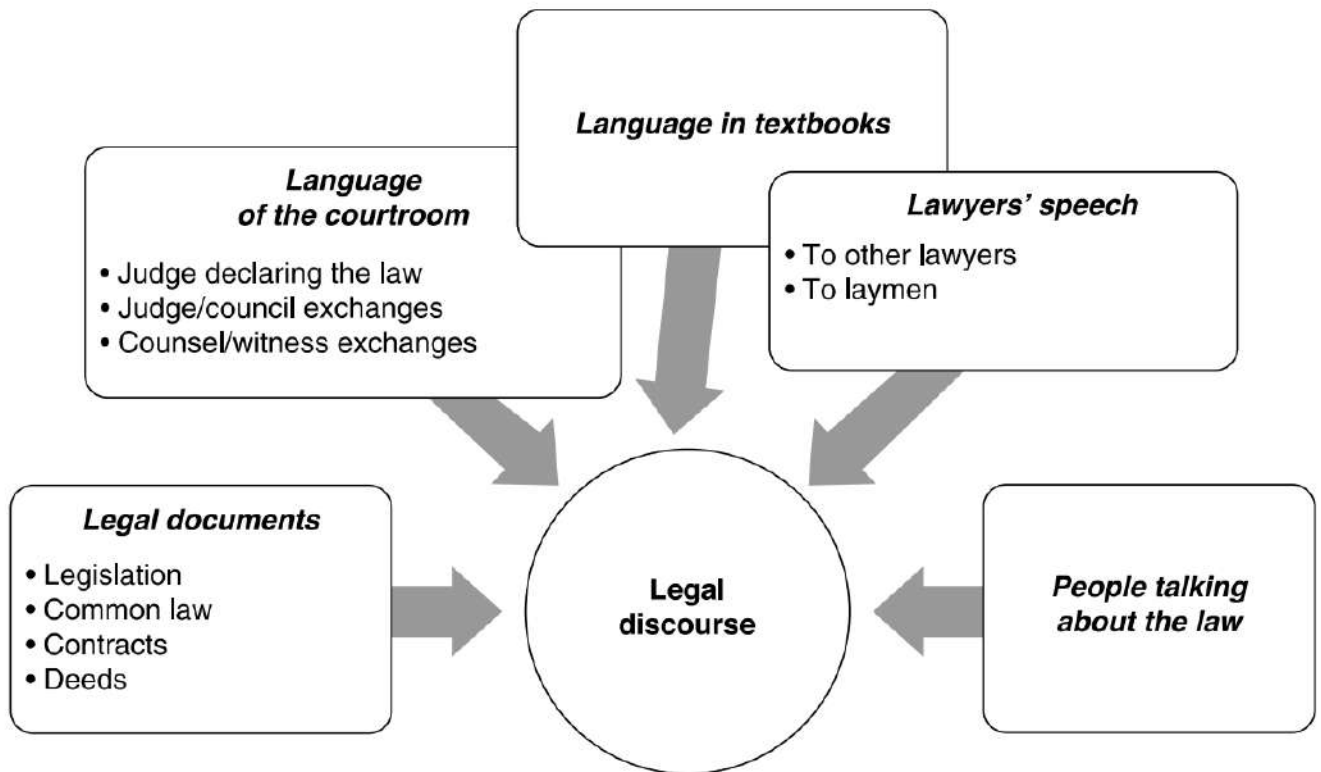 Language in textbooks
Language
of the courtroom
• Judge declaring the law
• Judge/council exchanges
• Counsel/witness exchanges
Lawyers’ speech
• To other lawyers
• To laymen
Legal documents
• Legislation
• Common law
• Contracts
• Deeds
Legal
discourse
People talking
about the law